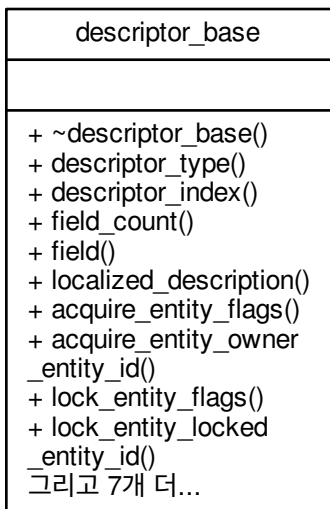 descriptor_base
+ ~descriptor_base()
+ descriptor_type()
+ descriptor_index()
+ field_count()
+ field()
+ localized_description()
+ acquire_entity_flags()
+ acquire_entity_owner
_entity_id()
+ lock_entity_flags()
+ lock_entity_locked
_entity_id()
그리고 7개 더...